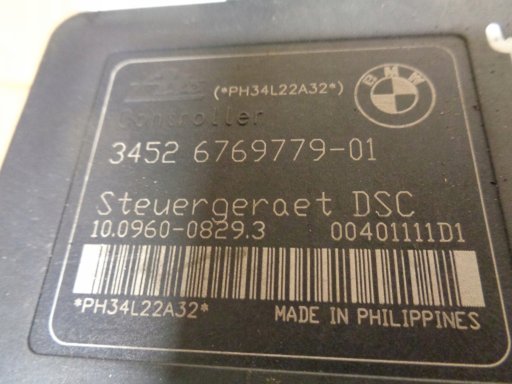 (*PH34L22A32*)
BMW
Controller
3452 6769779-01
Steuergeraet DSC
10.0960-0829.3 00401111D1
*PH34L22A32* MADE IN PHILIPPINES